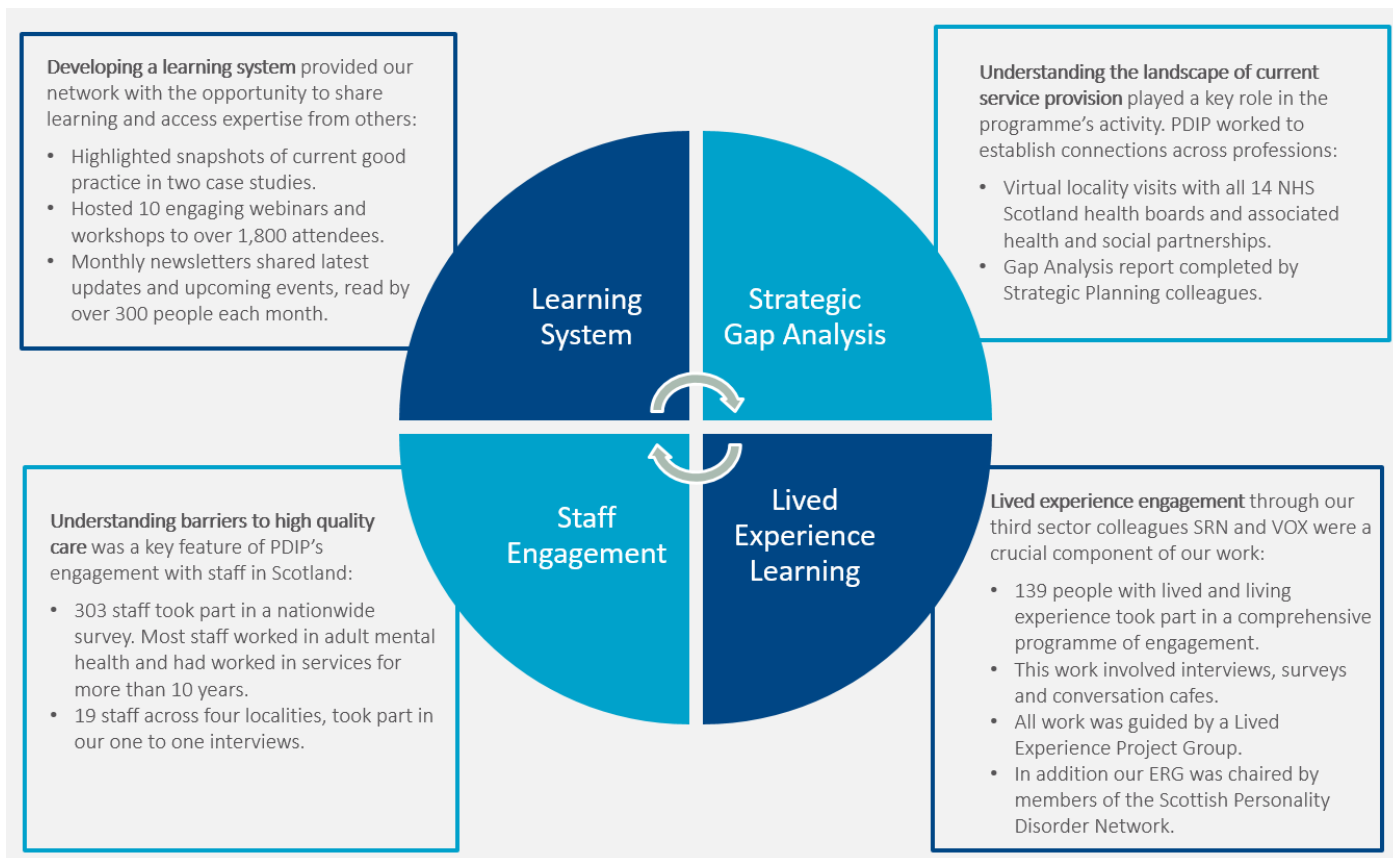 Developing a learning system provided our
network with the opportunity to share
learning and access expertise from others:
• Highlighted snapshots of current good
practice in two case studies.
• Hosted 10 engaging webinars and
workshops to over 1,800 attendees.
• Monthly newsletters shared latest
updates and upcoming events, read by
over 300 people each month.
Understanding the landscape of current
service provision played a key role in the
programme's activity. PDIP worked to
establish connections across professions:
• Virtual locality visits with all 14 NHS
Scotland health boards and associated
health and social partnerships.
• Gap Analysis report completed by
Strategic Planning colleagues.
Learning
System
Strategic
Gap Analysis
Staff
Engagement
Lived
Experience
Learning
Understanding barriers to high quality
care was a key feature of PDIP's
engagement with staff in Scotland:
• 303 staff took part in a nationwide
survey. Most staff worked in adult mental
health and had worked in services for
more than 10 years.
• 19 staff across four localities, took part in
our one to one interviews.
Lived experience engagement through our
third sector colleagues SRN and VOX were a
crucial component of our work:
• 139 people with lived and living
experience took part in a comprehensive
programme of engagement.
• This work involved interviews, surveys
and conversation cafes.
• All work was guided by a Lived
Experience Project Group.
• In addition our ERG was chaired by
members of the Scottish Personality
Disorder Network.